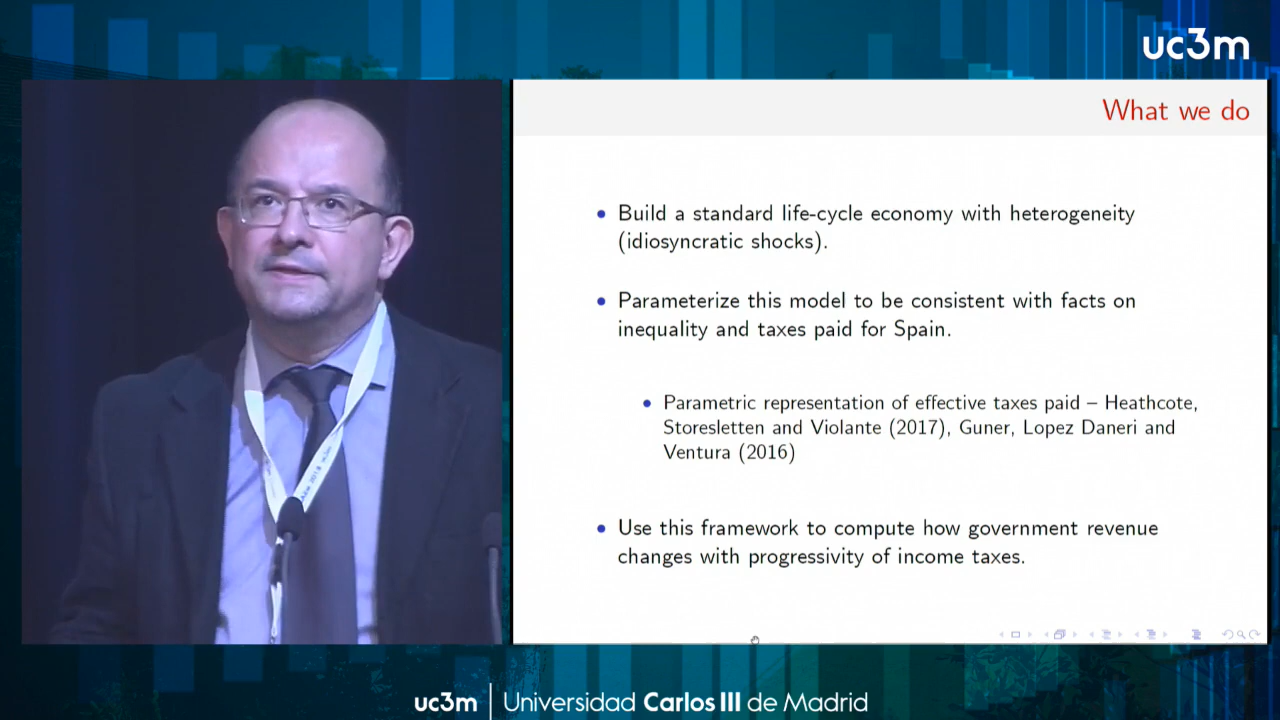 uc3m
What we do
• Build a standard life-cycle economy with heterogeneity
(idiosyncratic shocks).
• Parameterize this model to be consistent with facts on
inequality and taxes paid for Spain.
• Parametric representation of effective taxes paid – Heathcote,
Storesletten and Violante (2017), Guner, Lopez Daneri and
Ventura (2016)
• Use this framework to compute how government revenue
changes with progressivity of income taxes.
uc3m | Universidad Carlos III de Madrid